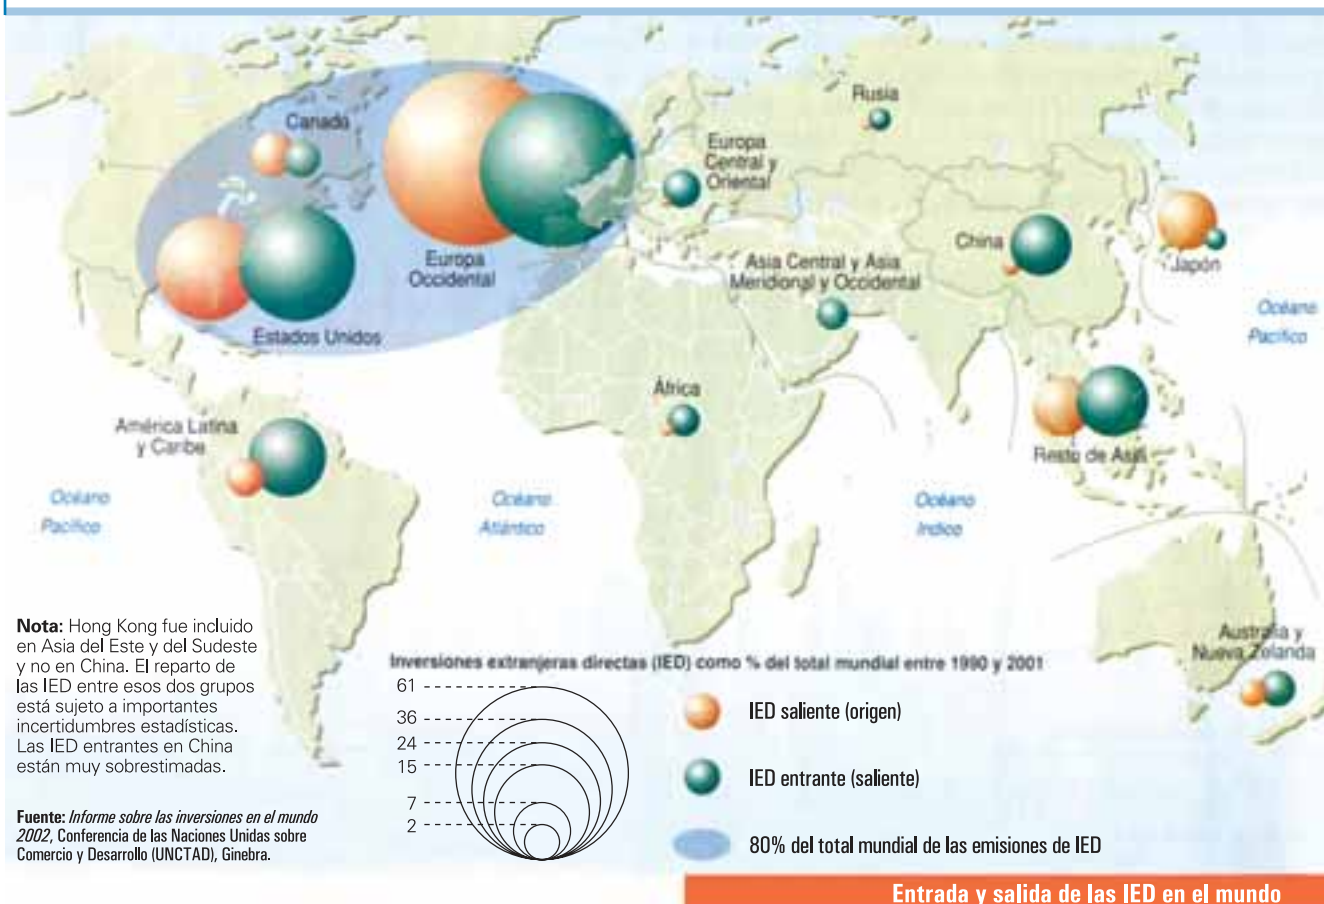 Canadá
Rusia
Europa
Central y
Oriental
Europa
Occidental
China
Japón
Asia Central y Asia
Meridional y Occidental
Océano
Pacífico
Estados Unidos
África
América Latina
y Caribe
Resto de Asia
Océano
Pacífico
Océano
Atlántico
Océano
Indico
Australia y
Nueva Zelanda
Nota: Hong Kong fue incluido
en Asia del Este y del Sudeste
y no en China. El reparto de
las IED entre esos dos grupos
está sujeto a importantes
incertidumbres estadísticas.
Las IED entrantes en China
están muy sobrestimadas.
Fuente: Informe sobre las inversiones en el mundo
2002, Conferencia de las Naciones Unidas sobre
Comercio y Desarrollo (UNCTAD), Ginebra.
Inversiones extranjeras directas (IED) como % del total mundial entre 1990 y 2001
61
36
24
15
7
2
IED saliente (origen)
IED entrante (saliente)
80% del total mundial de las emisiones de IED
Entrada y salida de las IED en el mundo